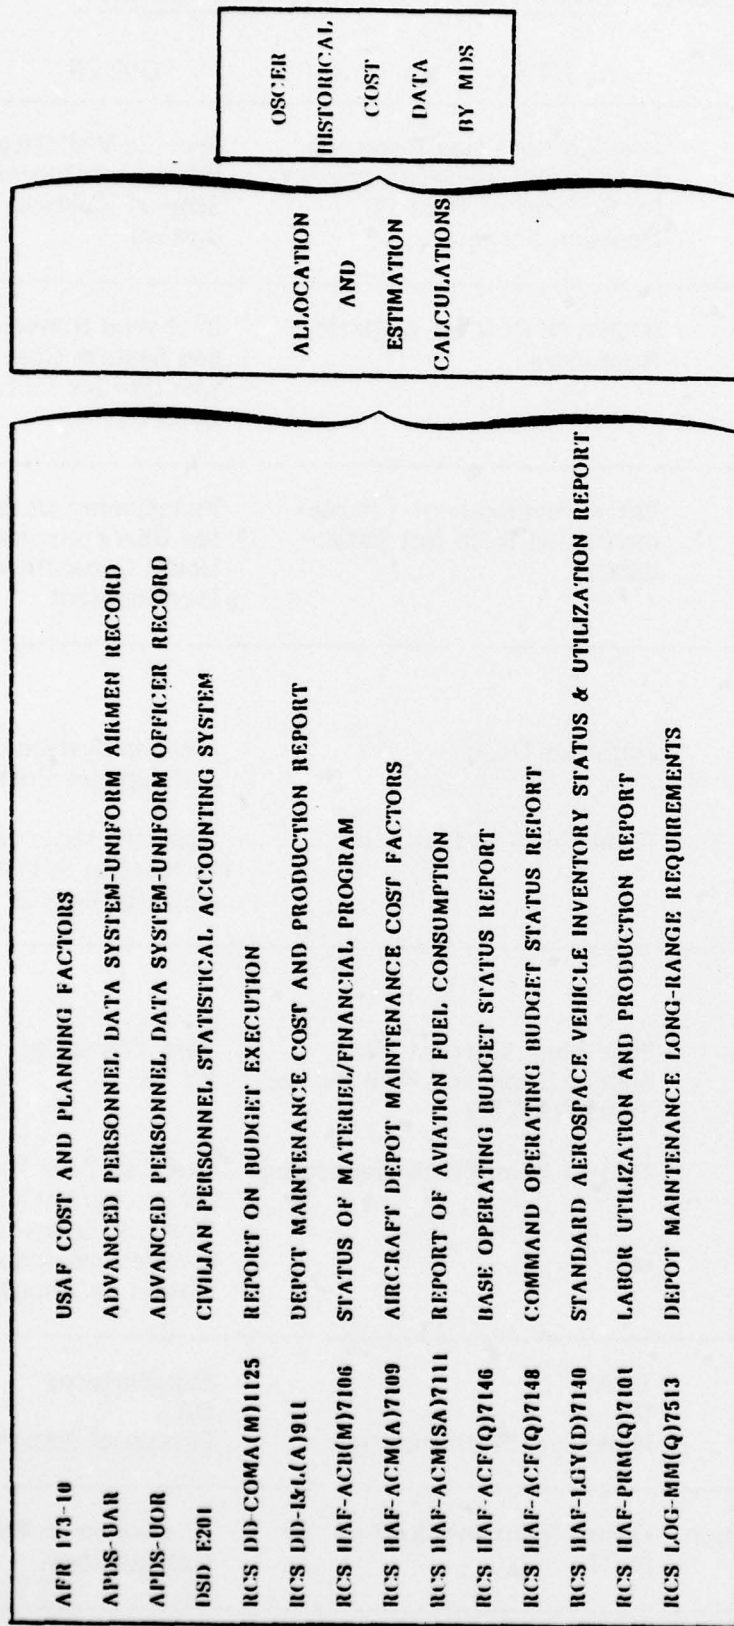 AFR 173-10 USAF COST AND PLANNING FACTORS
APDS-UAR ADVANCED PERSONNEL DATA SYSTEM-UNIFORM AIRMEN RECORD
APDS-UOR ADVANCED PERSONNEL DATA SYSTEM-UNIFORM OFFICER RECORD
DSD E201 CIVILIAN PERSONNEL STATISTICAL ACCOUNTING SYSTEM
RCS DD-COMA(M)1125 REPORT ON BUDGET EXECUTION
RCS DD-I&L(A)911 DEPOT MAINTENANCE COST AND PRODUCTION REPORT
RCS HAF-ACB(M)7106 STATUS OF MATERIEL/FINANCIAL PROGRAM
RCS HAF-ACM(A)7109 AIRCRAFT DEPOT MAINTENANCE COST FACTORS
RCS HAF-ACM(SA)7111 REPORT OF AVIATION FUEL CONSUMPTION
RCS HAF-ACF(Q)7146 BASE OPERATING BUDGET STATUS REPORT
RCS HAF-ACF(Q)7148 COMMAND OPERATING BUDGET STATUS REPORT
RCS HAF-LGY(D)7140 STANDARD AEROSPACE VEHICLE INVENTORY STATUS & UTILIZATION REPORT
RCS HAF-PRM(Q)7101 LABOR UTILIZATION AND PRODUCTION REPORT
RCS LOG-MM(Q)7513 DEPOT MAINTENANCE LONG-RANGE REQUIREMENTS
ALLOCATION
AND
ESTIMATION
CALCULATIONS
OSCER
HISTORICAL
COST
DATA
BY MDS